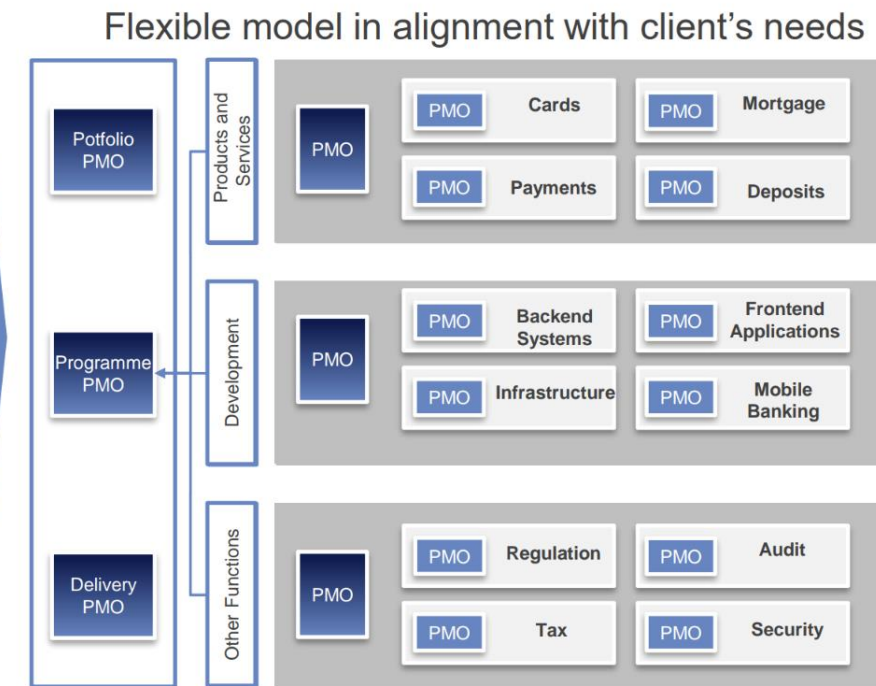 Flexible model in alignment with client's needs
Potfolio
PMO
Programme
PMO
Delivery
PMO
Products and
Services
PMO
PMO
Cards
PMO
Mortgage
PMO
Payments
PMO
Deposits
Development
PMO
PMO
Backend
Systems
PMO
Frontend
Applications
PMO
Infrastructure
PMO
Mobile
Banking
Other Functions
PMO
PMO
Regulation
PMO
Audit
PMO
Tax
PMO
Security